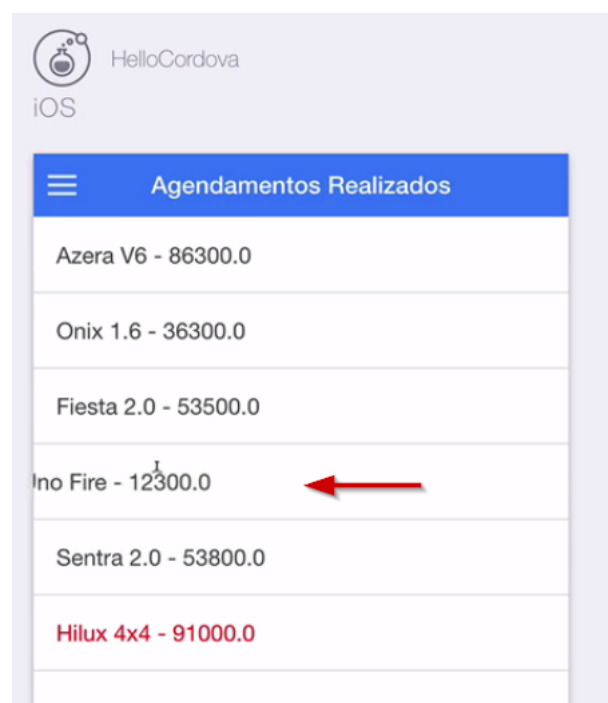 HelloCordova
iOS
Agendamentos Realizados
Azera V6 - 86300.0
Onix 1.6 - 36300.0
Fiesta 2.0 - 53500.0
Fire - 12300.0
Sentra 2.0 - 53800.0
Hilux 4x4 - 91000.0